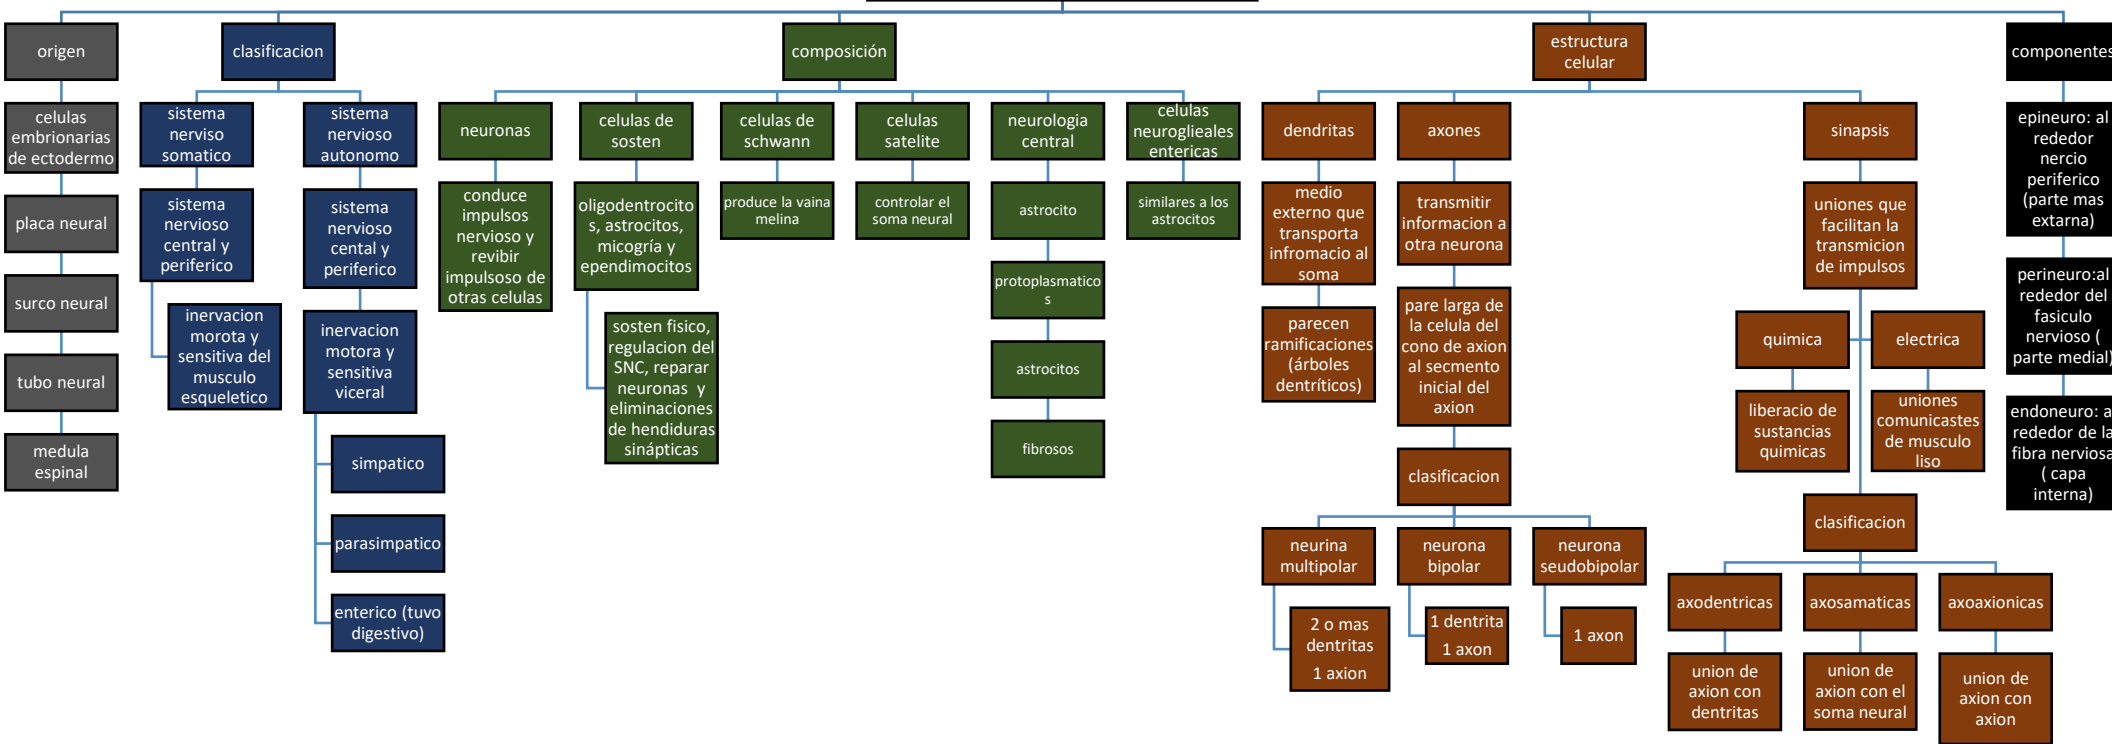 origen
celulas
embrionarias
de ectodermo
placa neural
surco neural
tubo neural
medula
espinal
clasificacion
sistema
nerviso
somatico
sistema
nervioso
central y
periferico
inervacion
morota y
sensitiva del
musculo
esqueletico
sistema
nervioso
autonomo
sistema
nervioso
cental y
periferico
inervacion
motora y
sensitiva
viceral
simpatico
parasimpatico
enterico (tuvo
digestivo)
composición
neuronas
conduce
impulsos
nervioso y
revibir
impulsoso de
otras celulas
celulas de
sosten
oligodentrocito
s, astrocitos,
micogría y
ependimocitos
sosten fisico,
regulacion del
SNC, reparar
neuronas y
eliminaciones
de hendiduras
sinápticas
celulas de
schwann
produce la vaina
melina
celulas
satelite
controlar el
soma neural
neurologia
central
astrocito
protoplasmatico
s
astrocitos
fibrosos
celulas
neuroglieales
entericas
similares a los
astrocitos
estructura
celular
dendritas
medio
externo que
transporta
infromacio al
soma
parecen
ramificaciones
(árboles
dentríticos)
axones
transmitir
informacion a
otra neurona
pare larga de
la celula del
cono de axion
al secmento
inicial del
axion
clasificacion
neurina
multipolar
2 o mas
dentritas
1 axion
neurona
bipolar
1 dentrita
1 axon
neurona
seudobipolar
1 axon
sinapsis
uniones que
facilitan la
transmicion
de impulsos
quimica
liberacio de
sustancias
quimicas
electrica
uniones
comunicastes
de musculo
liso
clasificacion
axodentricas
union de
axion con
dentritas
axosamaticas
union de
axion con el
soma neural
axoaxionicas
union de
axion con
axion
componentes
epineuro: al
rededor
nercio
periferico
(parte mas
extarna)
perineuro:al
rededor del
fasiculo
nervioso (
parte medial)
endoneuro: al
rededor de la
fibra nerviosa
( capa
interna)